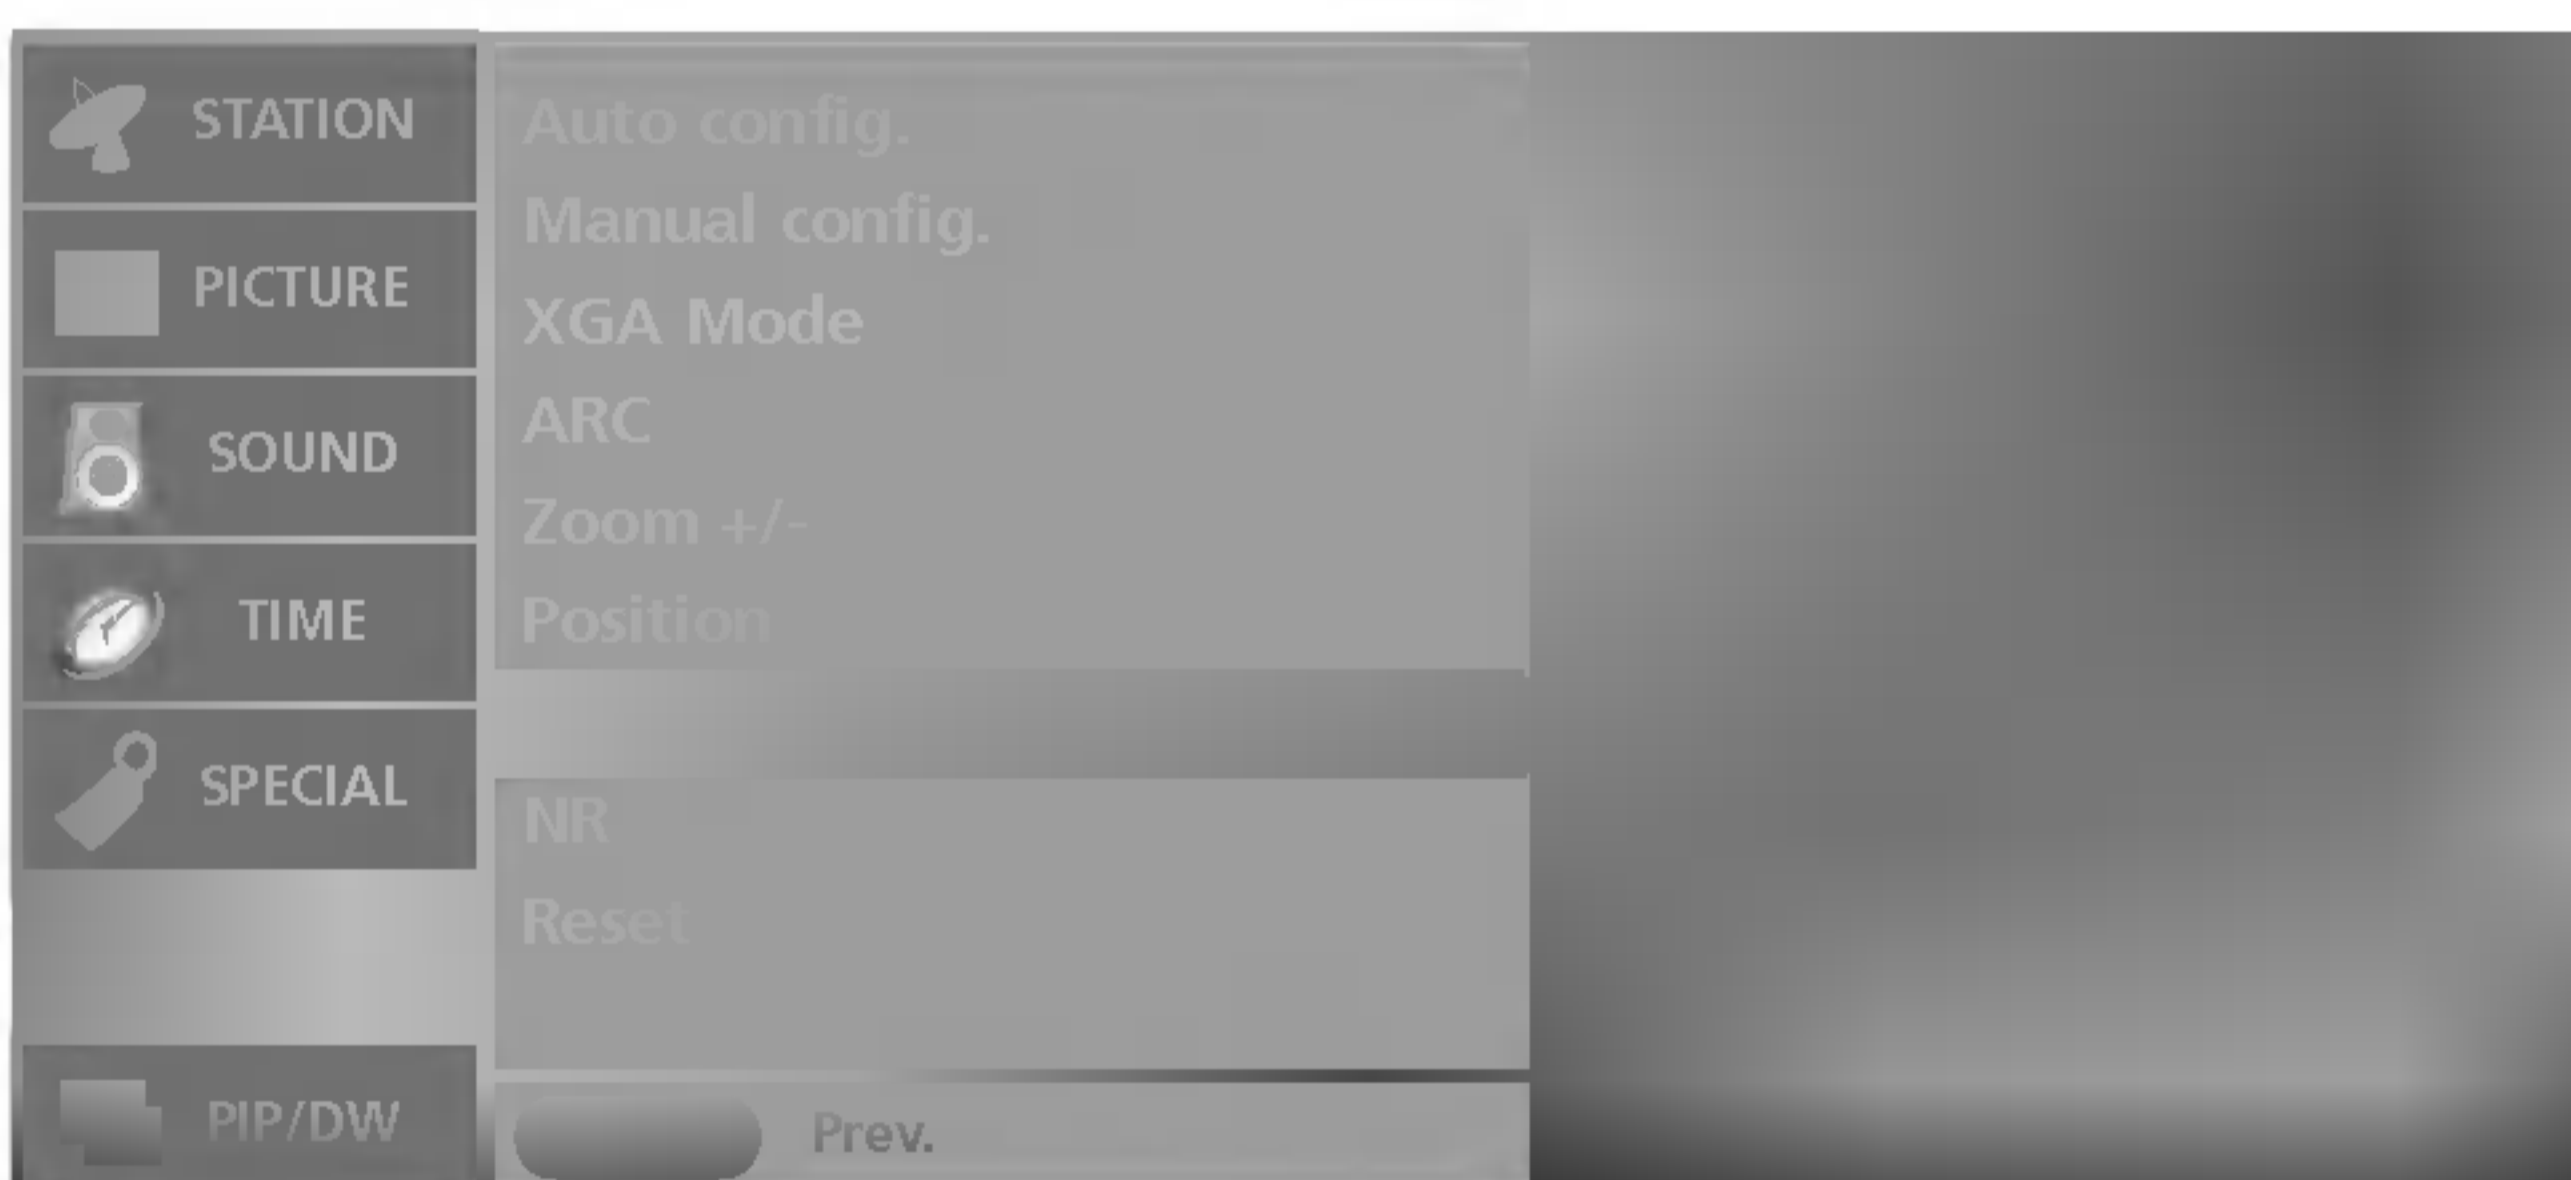 STATION
PICTURE
SOUND
TIME
SPECIAL
PIP/DW
Auto config.
Manual config.
XGA Mode
ARC
Zoom +/-
Position
NR
Reset
Prev.